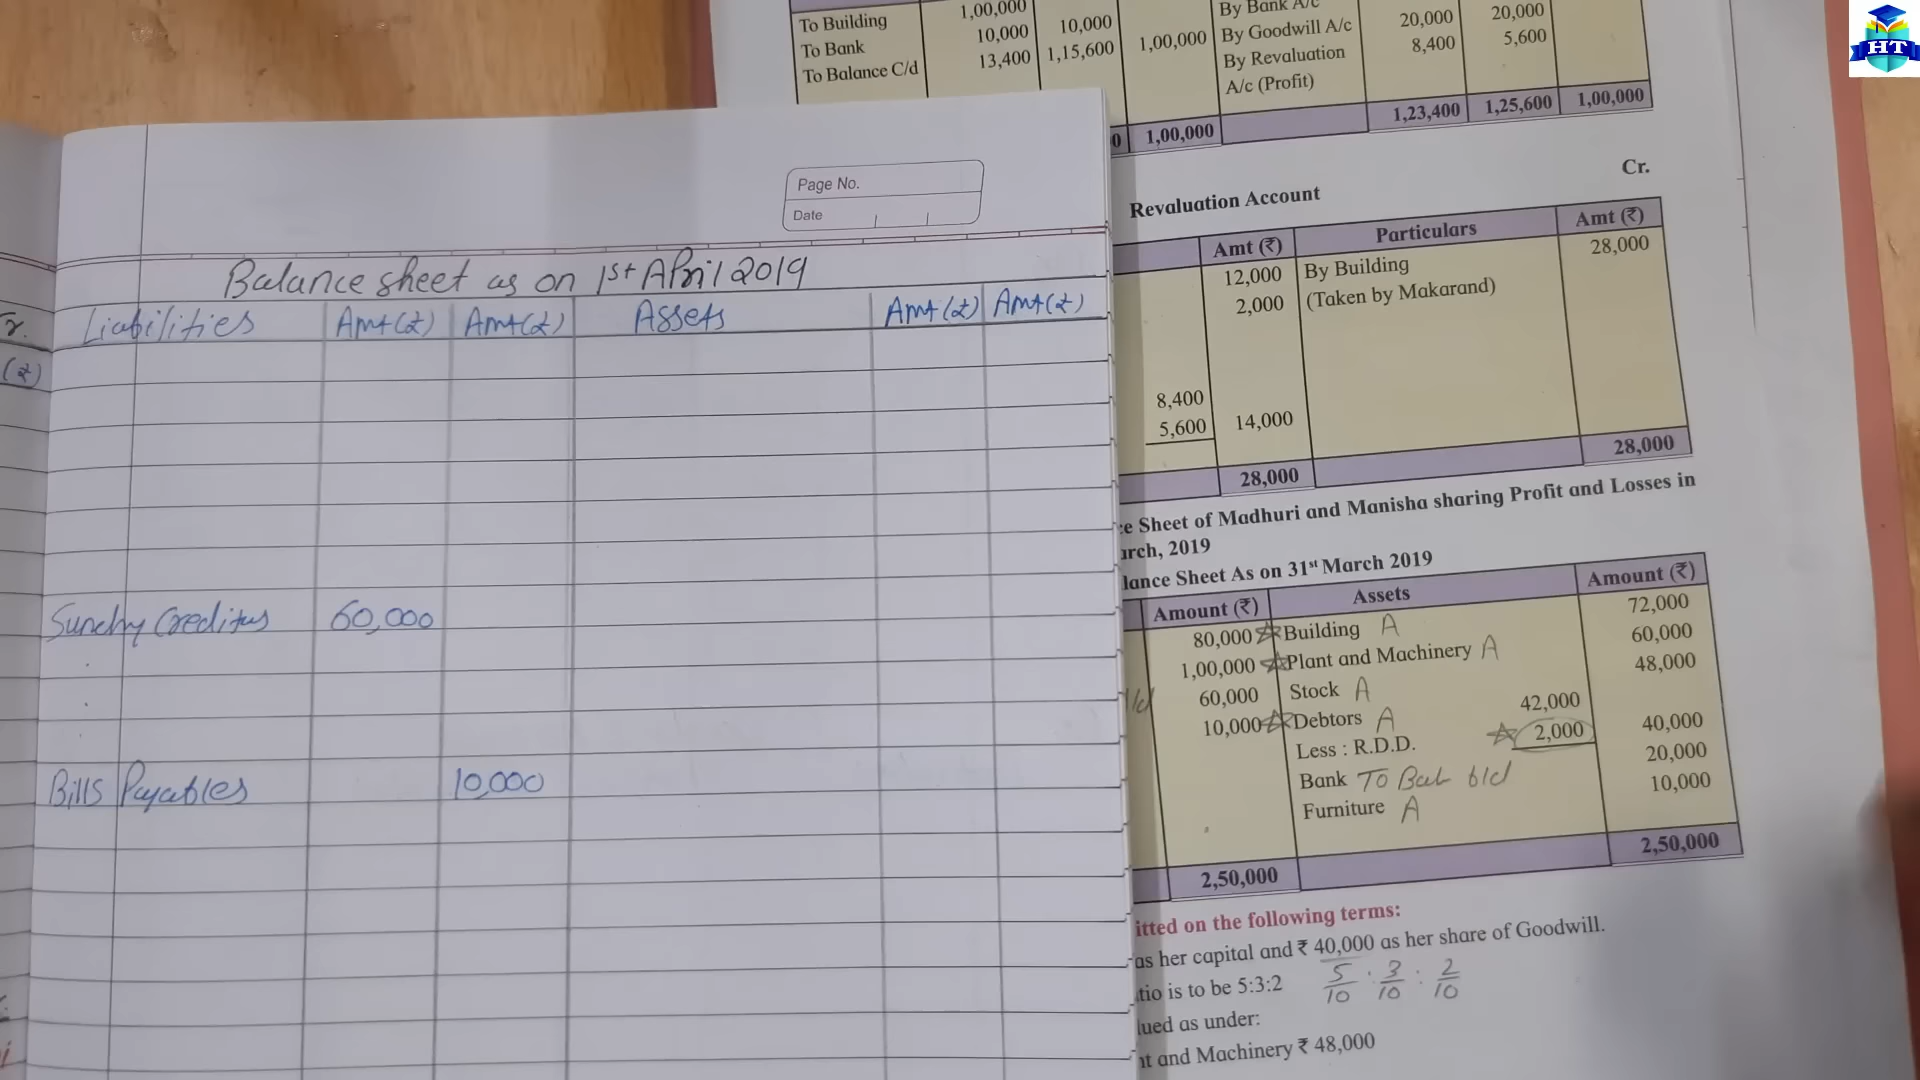 HT
To Building 1,00,000 By Bank A/c
To Bank 10,000 10,000 By Goodwill A/c 20,000 20,000
To Balance C/d 13,400 1,15,600 1,00,000 By Revaluation 8,400 5,600
A/c (Profit)
0 1,00,000 1,23,400 1,25,600 1,00,000
Page No.
Date
Revaluation Account
Cr.
Amt (₹) Particulars Amt (₹)
12,000 By Building 28,000
2,000 (Taken by Makarand)
8,400
5,600 14,000
28,000 28,000
Balance sheet as on 1st April 2019
Liabilities Amt(₹) Amt(₹) Assets Amt(₹) Amt(₹)
Sundry Creditors 60,000
Bills Payables 10,000
(₹)
e Sheet of Madhuri and Manisha sharing Profit and Losses in
arch, 2019
lance Sheet As on 31st March 2019
Amount (₹) Assets Amount (₹)
80,000 Building A 72,000
1,00,000 Plant and Machinery A 60,000
60,000 Stock A 48,000
10,000 Debtors A 42,000
Less : R.D.D. 2,000 40,000
Bank To Bal b/d 20,000
Furniture A 10,000
2,50,000 2,50,000
itted on the following terms:
as her capital and ₹ 40,000 as her share of Goodwill.
tio is to be 5:3:2 5/10 : 3/10 : 2/10
lued as under:
nt and Machinery ₹ 48,000